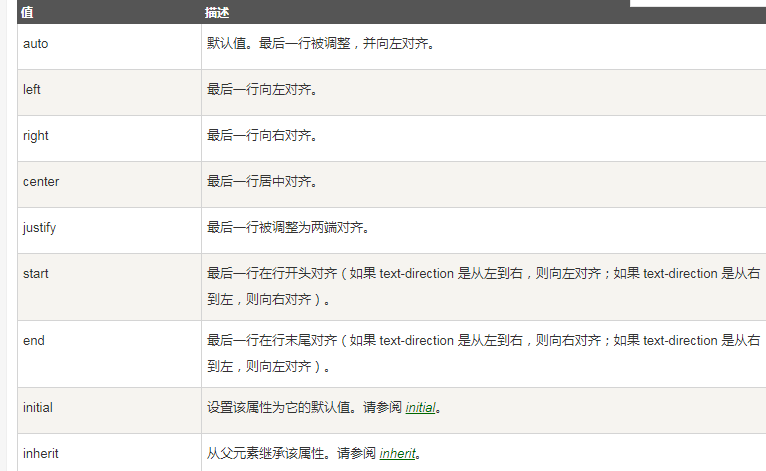 值 描述
auto 默认值。最后一行被调整，并向左对齐。
left 最后一行向左对齐。
right 最后一行向右对齐。
center 最后一行居中对齐。
justify 最后一行被调整为两端对齐。
start 最后一行在行开头对齐（如果 text-direction 是从左到右，则向左对齐；如果 text-direction 是从右
到左，则向右对齐）。
end 最后一行在行末尾对齐（如果 text-direction 是从左到右，则向右对齐；如果 text-direction 是从右
到左，则向左对齐）。
initial 设置该属性为它的默认值。请参阅 initial。
inherit 从父元素继承该属性。请参阅 inherit。